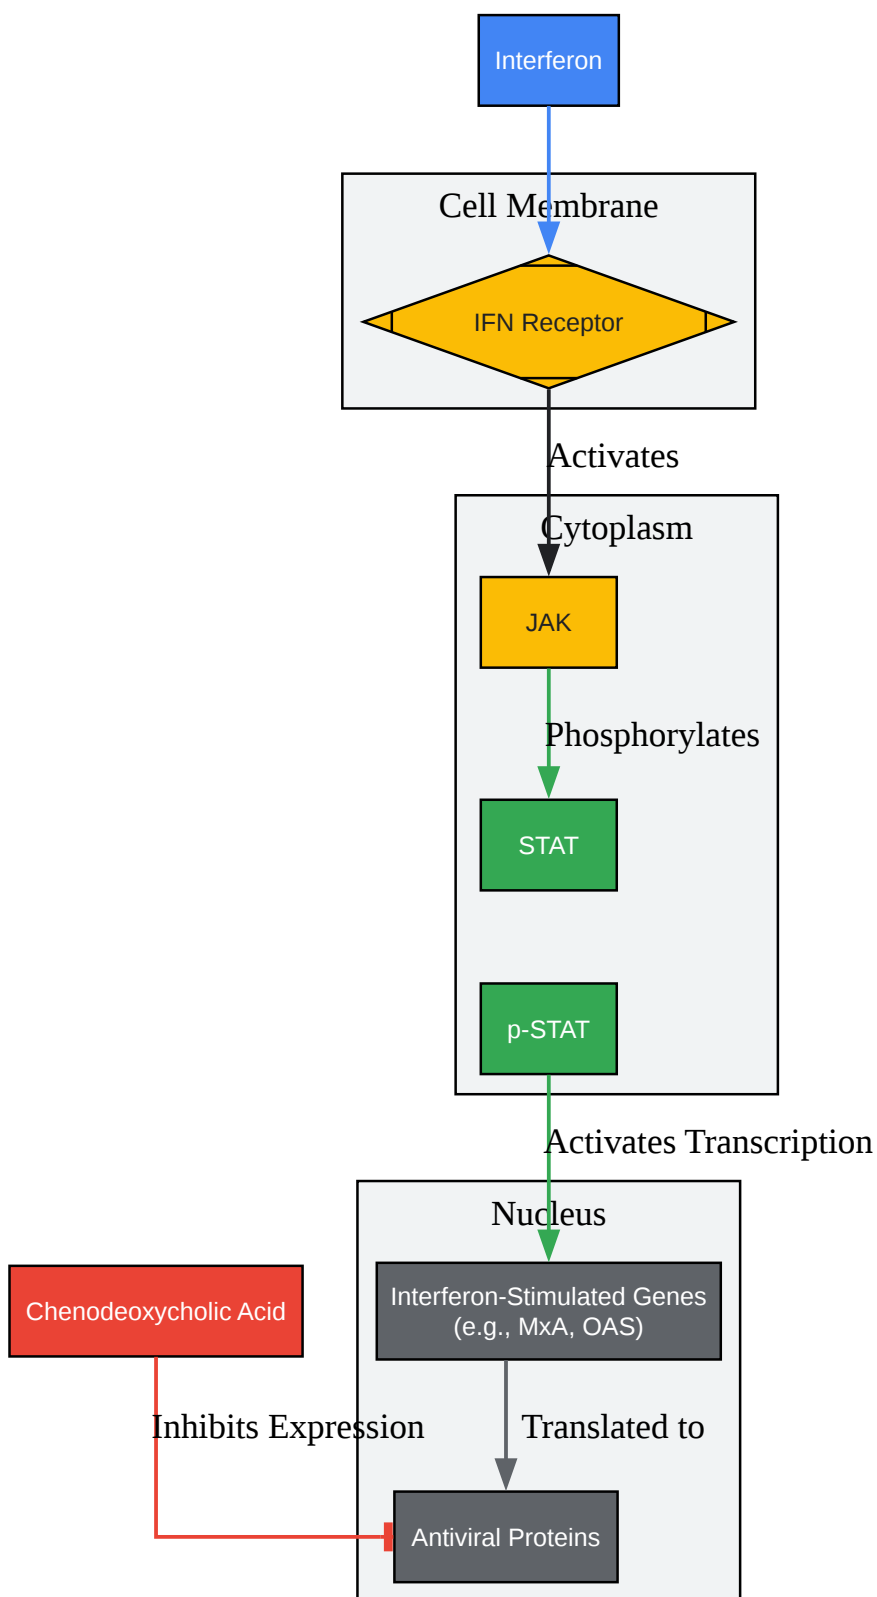 Interferon
Cell Membrane
IFN Receptor
Activates
Cytoplasm
JAK
Phosphorylates
STAT
p-STAT
Activates Transcription
Nucleus
Interferon-Stimulated Genes
(e.g., MxA, OAS)
Chenodeoxycholic Acid
Inhibits Expression
Translated to
Antiviral Proteins